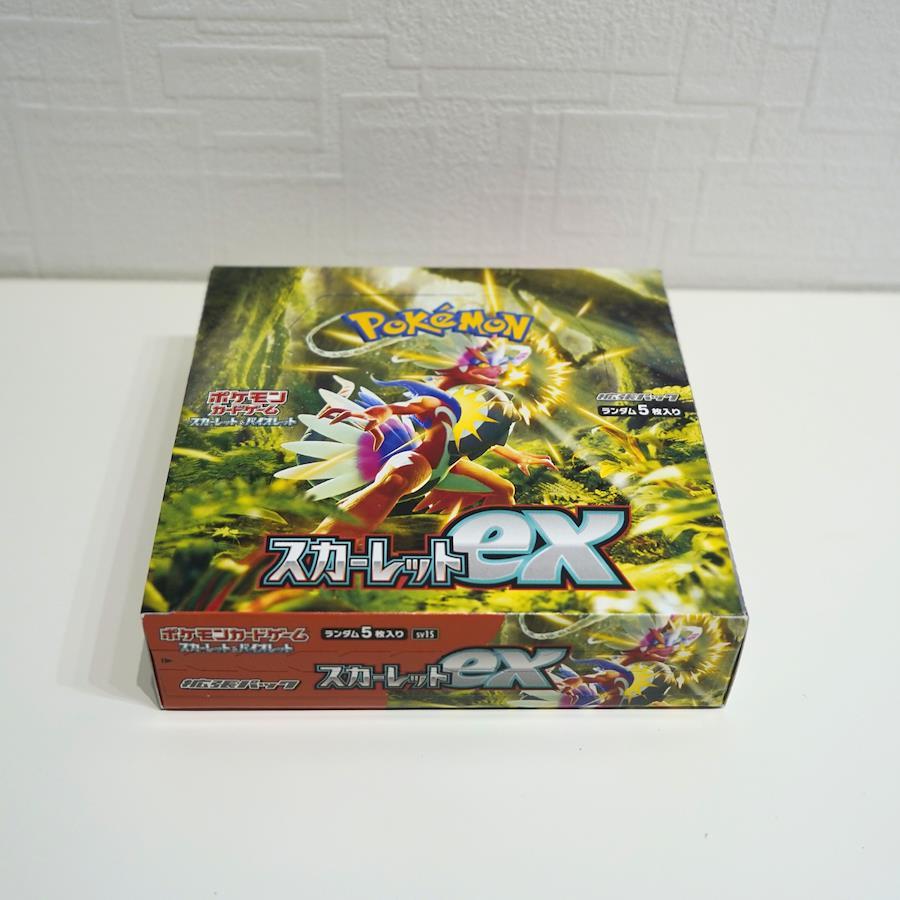 POKéMON
ポケモン
カードゲーム
スカーレット&バイオレット
拡張パック
ランダム5枚入り
スカーレットex
ポケモンカードゲーム
スカーレット&バイオレット
ランダム5枚入り sv1S
拡張パック
スカーレットex